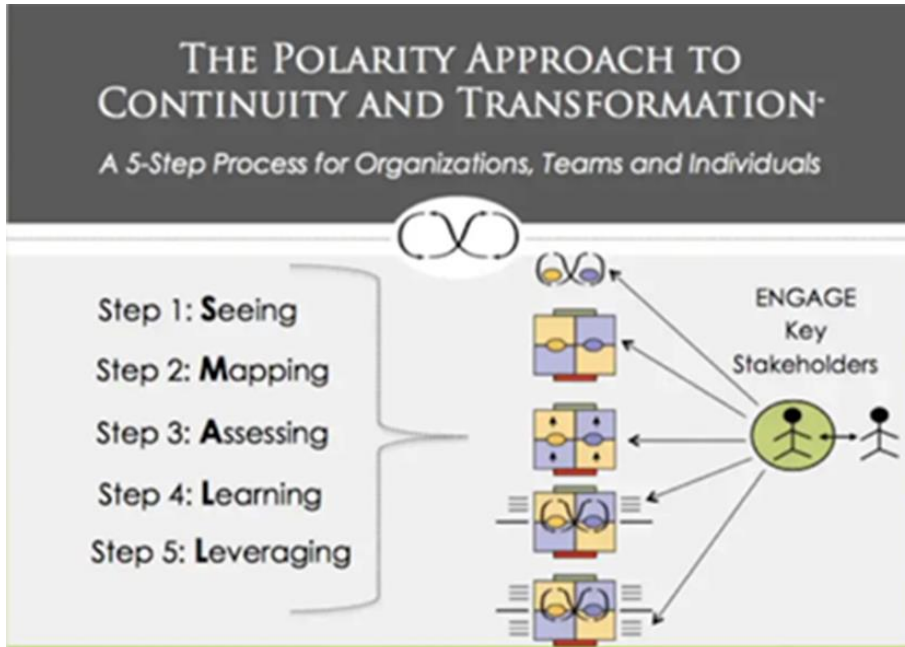 THE POLARITY APPROACH TO
CONTINUITY AND TRANSFORMATION
A 5-Step Process for Organizations, Teams and Individuals
Step 1: Seeing
Step 2: Mapping
Step 3: Assessing
Step 4: Learning
Step 5: Leveraging
ENGAGE
Key
Stakeholders